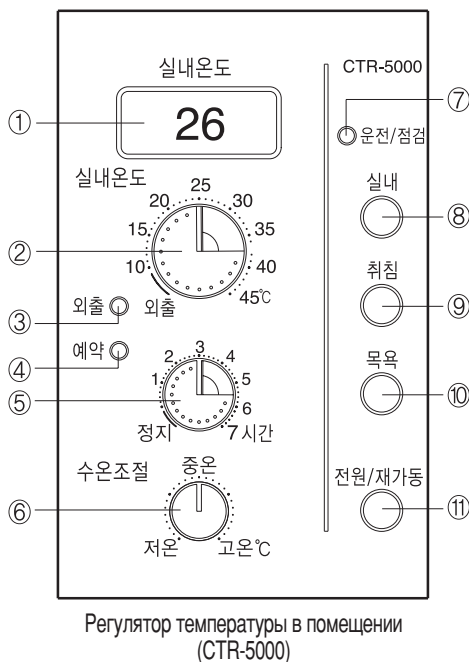 실내온도
CTR-5000
① 26 ⑦
운전/점검
실내온도
실내
⑧
25
20 30
15 35
②
10 40
45℃
외출
③ 외출
취침
⑨
④ 예약
3
2 4
1 5
⑤ 6
정지 7 시간
목욕
⑩
수온조절 중온
⑥
저온 고온℃
전원/재가동
⑪
Регулятор температуры в помещении
(CTR-5000)